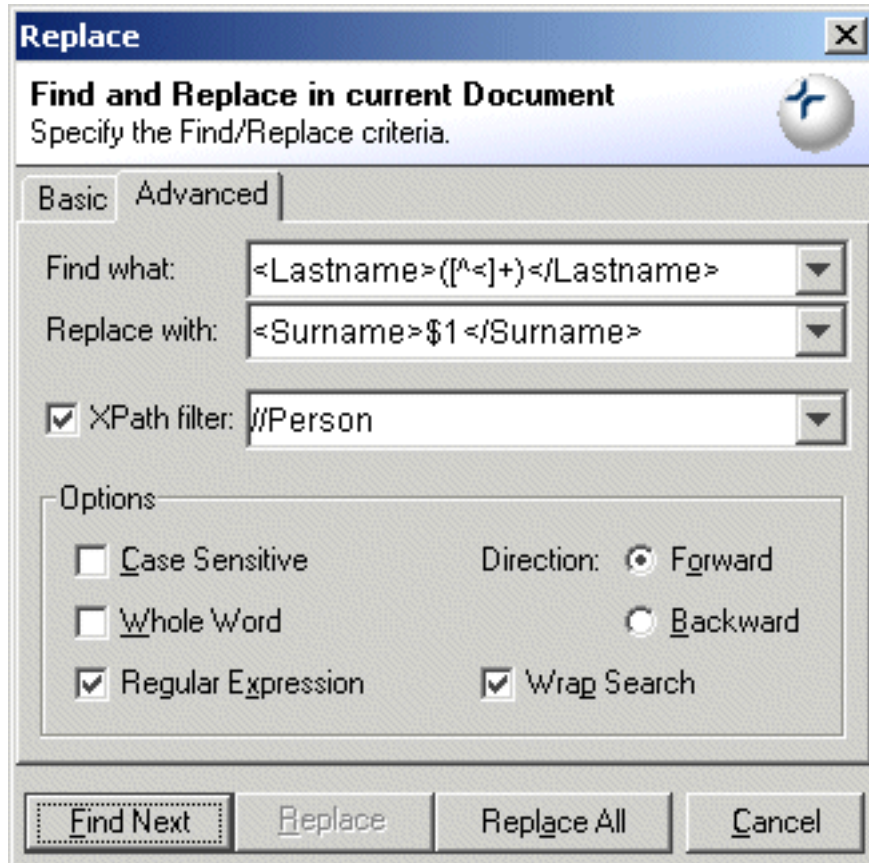 Replace
Find and Replace in current Document
Specify the Find/Replace criteria.
Basic Advanced
Find what: <Lastname>([^<]+)</Lastname>
Replace with: <Surname>$1</Surname>
XPath filter: //Person
Options
Case Sensitive Direction: Forward
Whole Word Backward
Regular Expression Wrap Search
Find Next Replace Replace All Cancel